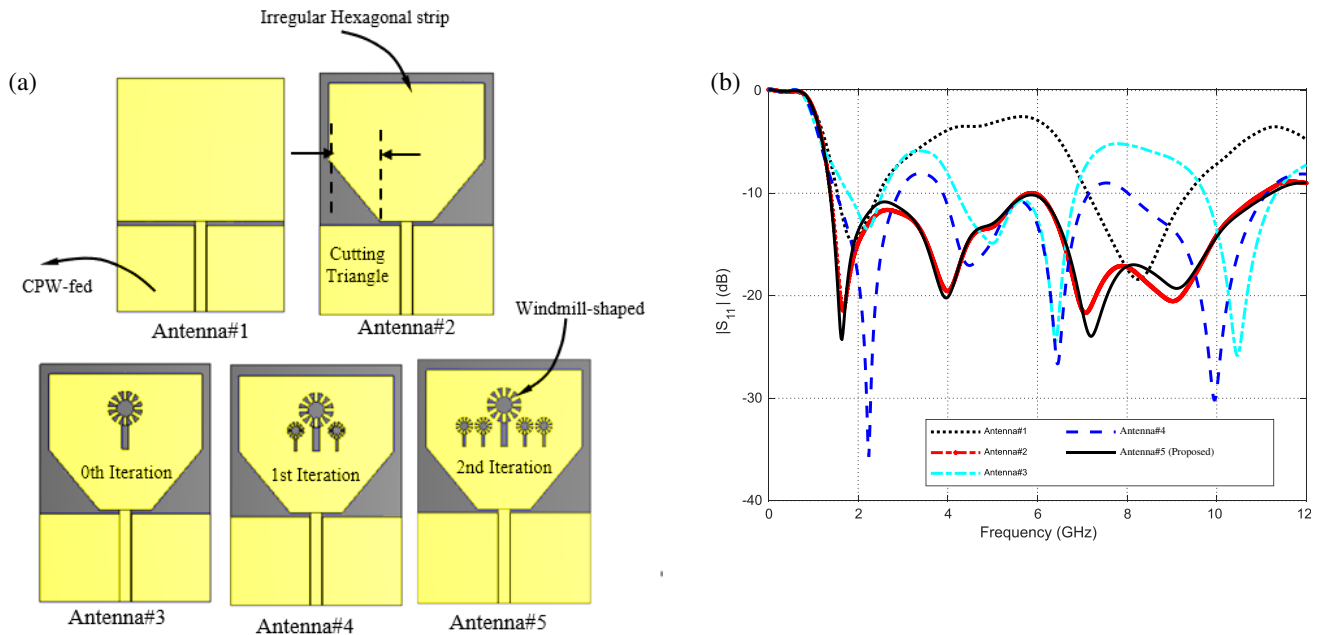 (a)
Irregular Hexagonal strip
Cutting
Triangle
CPW-fed
Antenna#1
Antenna#2
Windmill-shaped
0th Iteration
1st Iteration
2nd Iteration
Antenna#3
Antenna#4
Antenna#5
(b)
0
-10
-20
-30
-40
|S11| (dB)
0 2 4 6 8 10 12
Frequency (GHz)
Antenna#1
Antenna#2
Antenna#3
Antenna#4
Antenna#5 (Proposed)